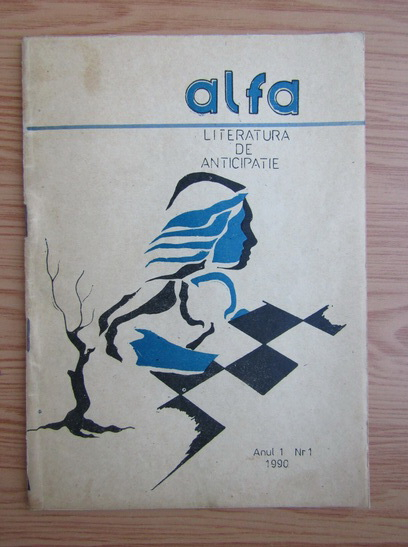 alfa
LITERATURA
DE
ANTICIPATIE
Anul 1 Nr 1
1990